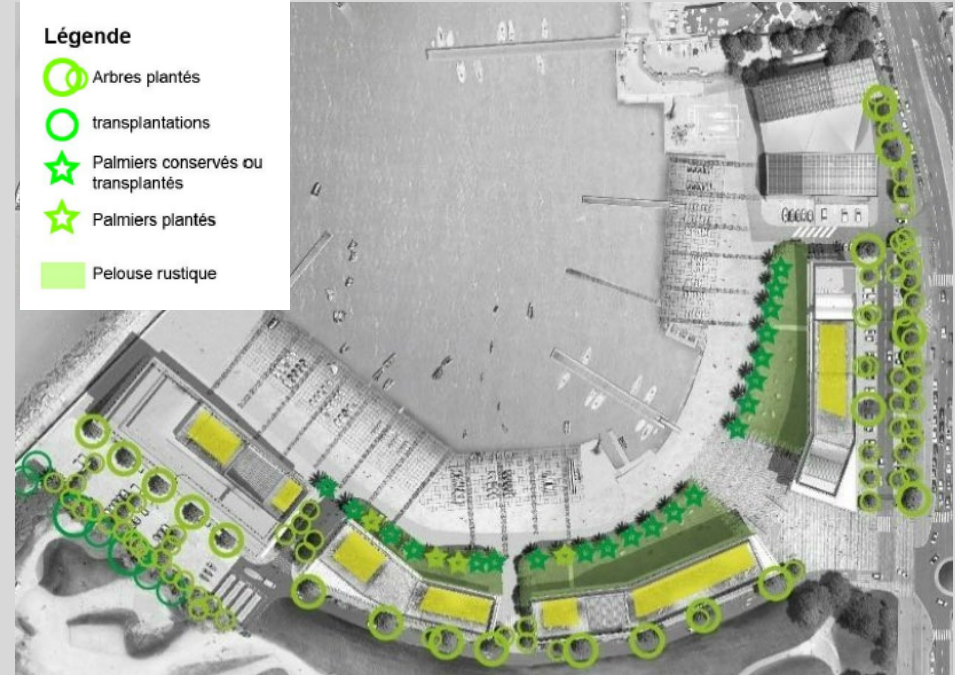 Légende
Arbres plantés
transplantations
Palmiers conservés ou
transplantés
Palmiers plantés
Pelouse rustique